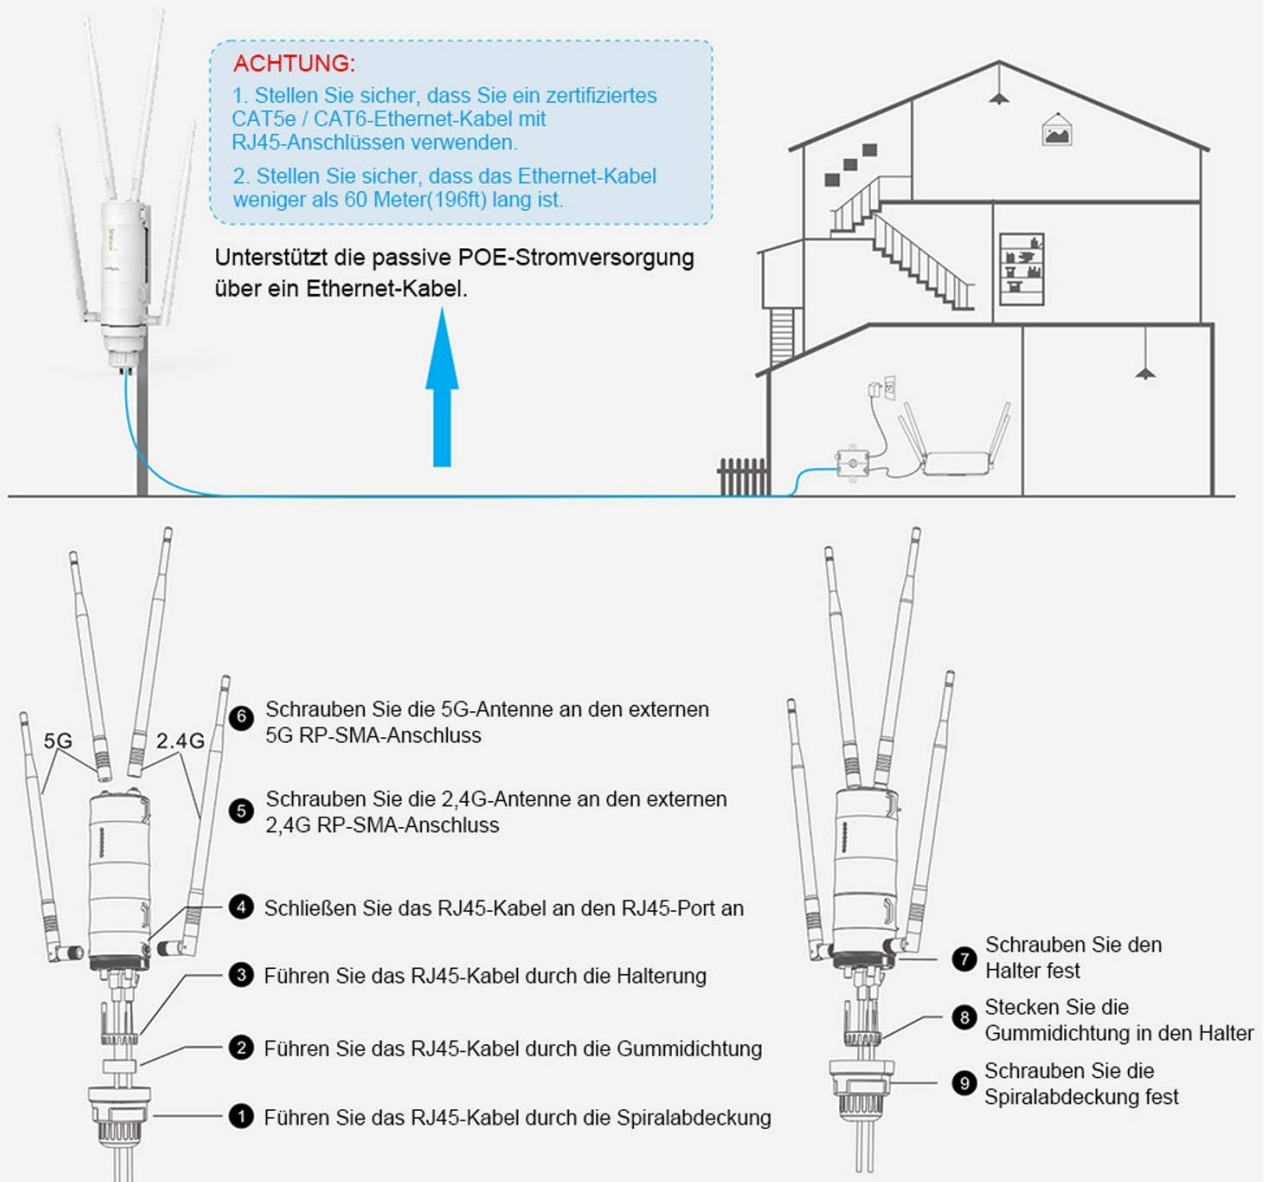 ACHTUNG:
1. Stellen Sie sicher, dass Sie ein zertifiziertes
CAT5e / CAT6-Ethernet-Kabel mit
RJ45-Anschlüssen verwenden.
2. Stellen Sie sicher, dass das Ethernet-Kabel
weniger als 60 Meter(196ft) lang ist.
Unterstützt die passive POE-Stromversorgung
über ein Ethernet-Kabel.
5G
2.4G
6 Schrauben Sie die 5G-Antenne an den externen
5G RP-SMA-Anschluss
5 Schrauben Sie die 2,4G-Antenne an den externen
2,4G RP-SMA-Anschluss
4 Schließen Sie das RJ45-Kabel an den RJ45-Port an
3 Führen Sie das RJ45-Kabel durch die Halterung
2 Führen Sie das RJ45-Kabel durch die Gummidichtung
1 Führen Sie das RJ45-Kabel durch die Spiralabdeckung
7 Schrauben Sie den
Halter fest
8 Stecken Sie die
Gummidichtung in den Halter
9 Schrauben Sie die
Spiralabdeckung fest